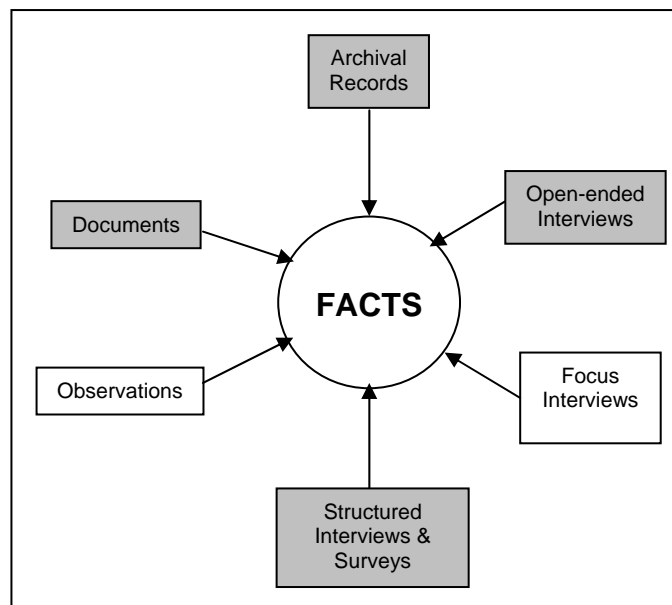 Archival
Records
Open-ended
Interviews
Documents
FACTS
Observations
Focus
Interviews
Structured
Interviews &
Surveys